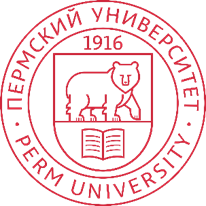 ПЕРМСКИЙ УНИВЕРСИТЕТ
1916
PERM UNIVERSITY